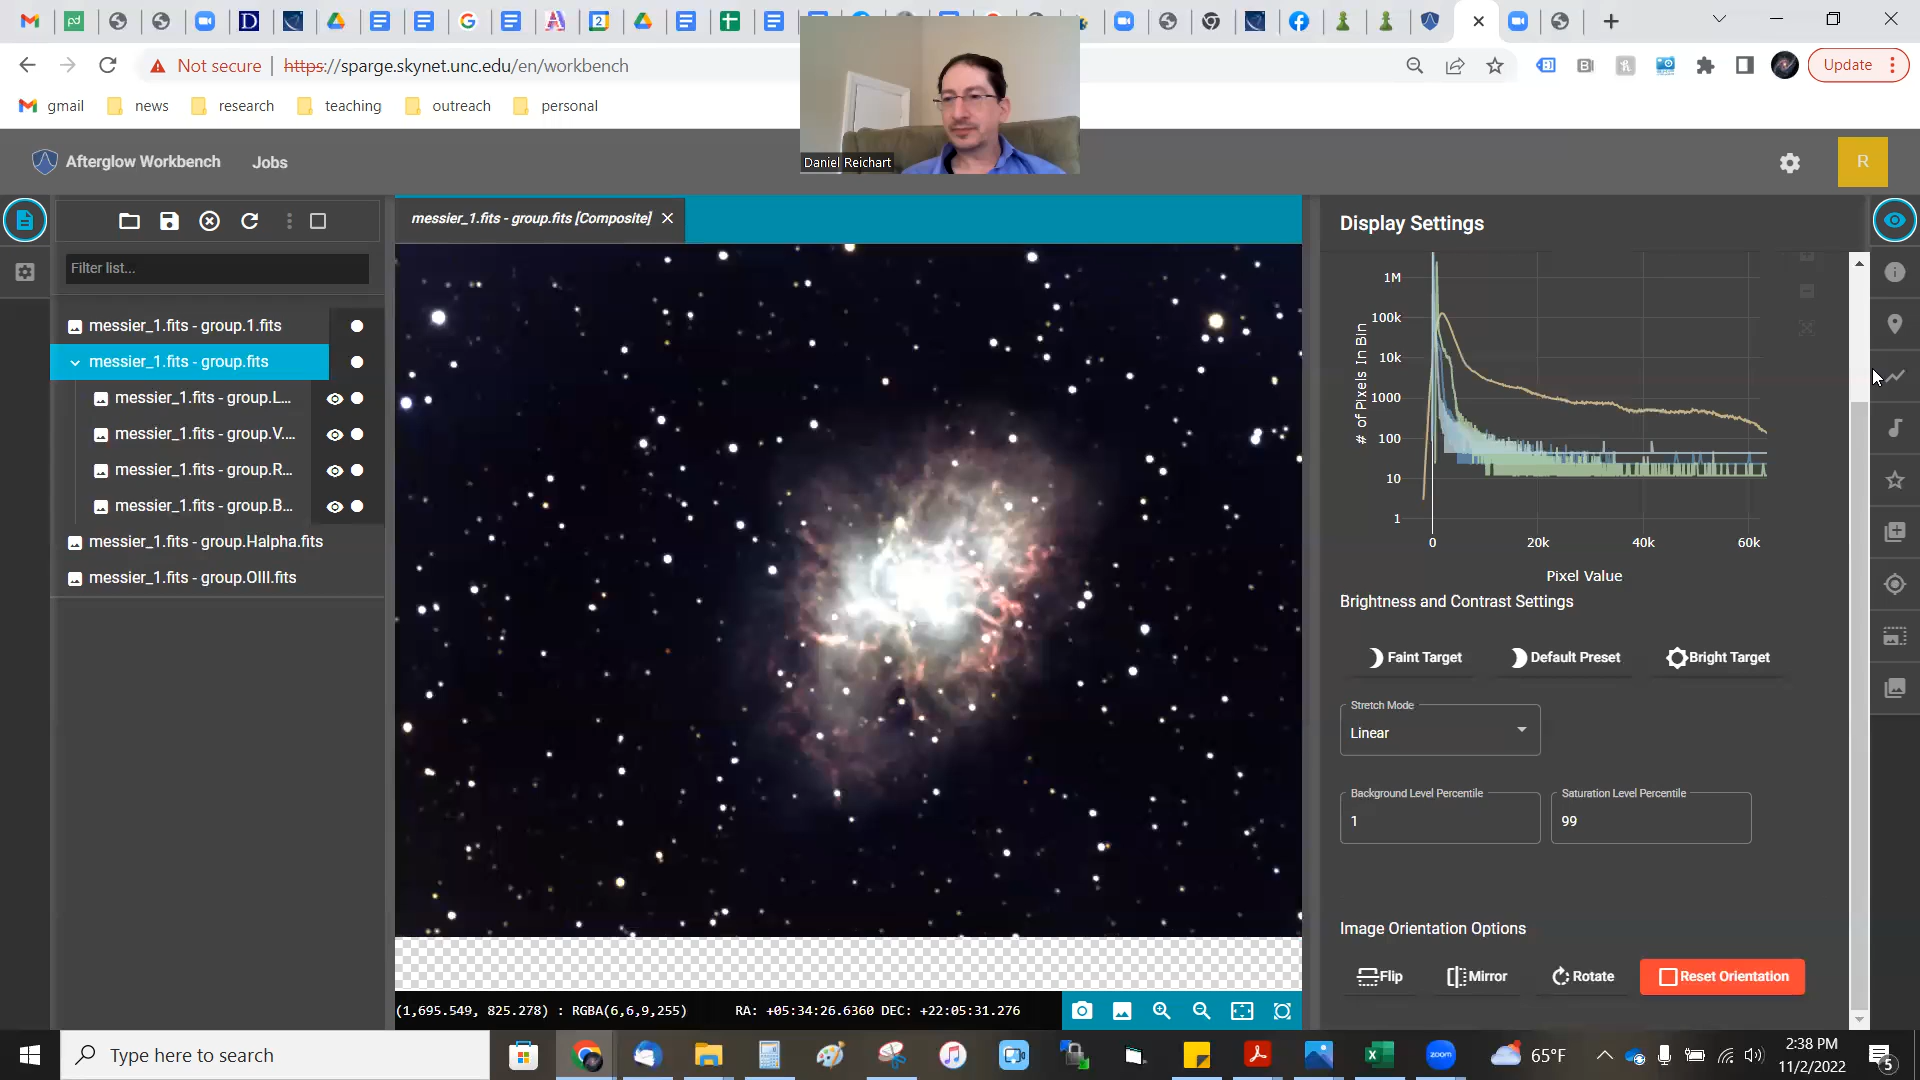 2
Not secure
https://sparge.skynet.unc.edu/en/workbench
Update
gmail
news
research
teaching
outreach
personal
Daniel Reichart
Afterglow Workbench
Jobs
R
messier_1.fits - group.fits [Composite]
Filter list...
messier_1.fits - group.1.fits
messier_1.fits - group.fits
messier_1.fits - group.L...
messier_1.fits - group.V....
messier_1.fits - group.R...
messier_1.fits - group.B...
messier_1.fits - group.Halpha.fits
messier_1.fits - group.OIII.fits
(1,695.549, 825.278) : RGBA(6,6,9,255)
RA: +05:34:26.6360 DEC: +22:05:31.276
Display Settings
# of Pixels In Bin
1M
100k
10k
1000
100
10
1
0
20k
40k
60k
Pixel Value
Brightness and Contrast Settings
Faint Target
Default Preset
Bright Target
Stretch Mode
Linear
Background Level Percentile
1
Saturation Level Percentile
99
Image Orientation Options
Flip
Mirror
Rotate
Reset Orientation
Type here to search
zoom
65°F
2:38 PM
11/2/2022
5